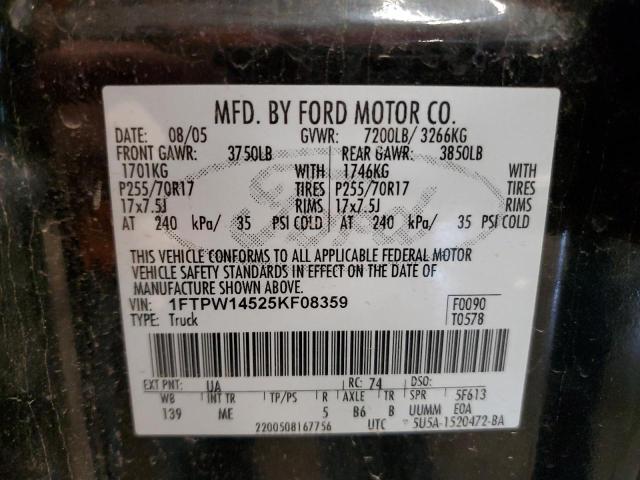 MFD. BY FORD MOTOR CO.
DATE: 08/05 GVWR: 7200LB/ 3266KG
FRONT GAWR: 3750LB REAR GAWR: 3850LB
1701KG WITH 1746KG WITH
P255/70R17 TIRES P255/70R17 TIRES
17x7.5J RIMS 17x7.5J RIMS
AT 240 kPa/ 35 PSI COLD AT 240 kPa/ 35 PSI COLD
Ford
THIS VEHICLE CONFORMS TO ALL APPLICABLE FEDERAL MOTOR
VEHICLE SAFETY STANDARDS IN EFFECT ON THE DATE OF
MANUFACTURE SHOWN ABOVE.
VIN: 1FTPW14525KF08359 F0090
TYPE: Truck T0578
EXT PNT: UA RC: 74 DSO:
WB INT TR TP/PS R AXLE TR SPR 5F613
139 ME 5 B6 B UUMM EOA
2200508167756 UTC 5U5A-1520472-BA